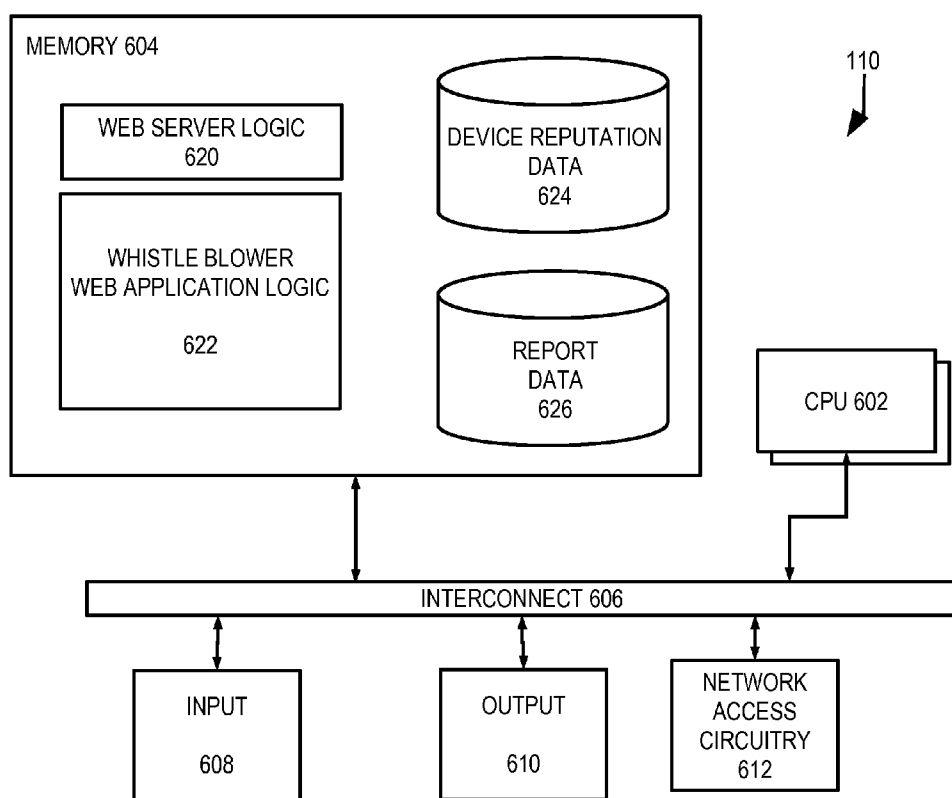 MEMORY 604
110
WEB SERVER LOGIC
620
DEVICE REPUTATION
DATA
624
WHISTLE BLOWER
WEB APPLICATION LOGIC
622
REPORT
DATA
626
CPU 602
INTERCONNECT 606
INPUT
608
OUTPUT
610
NETWORK
ACCESS
CIRCUITRY
612